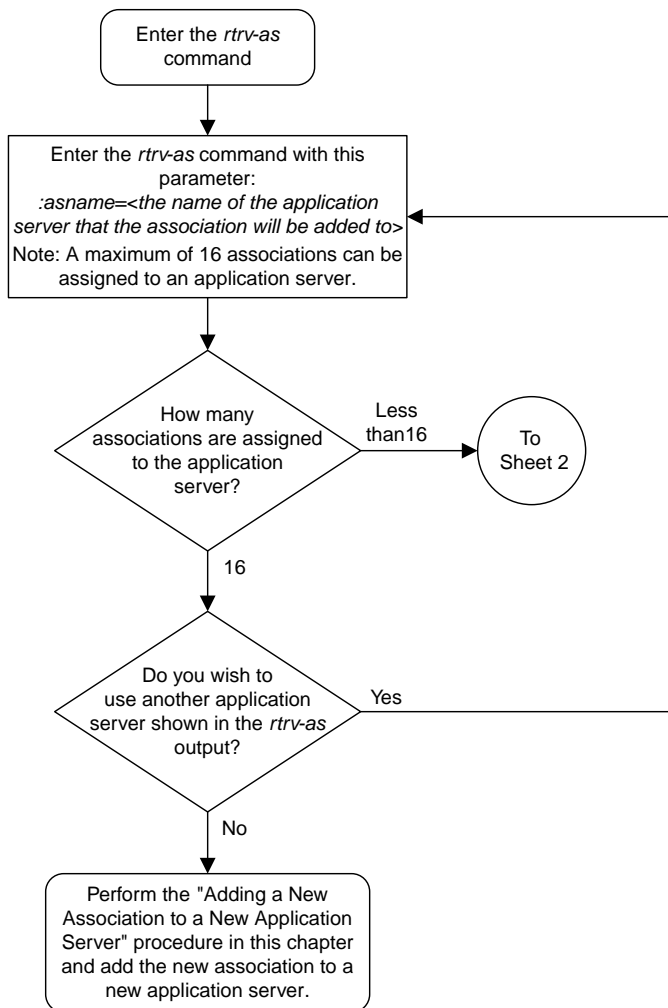 Enter the rtrv-as
command
Enter the rtrv-as command with this
parameter:
:asname=<the name of the application
server that the association will be added to>
Note: A maximum of 16 associations can be
assigned to an application server.
How many
associations are assigned
to the application
server?
Less
than16
To
Sheet 2
16
Do you wish to
use another application
server shown in the rtrv-as
output?
Yes
No
Perform the "Adding a New
Association to a New Application
Server" procedure in this chapter
and add the new association to a
new application server.